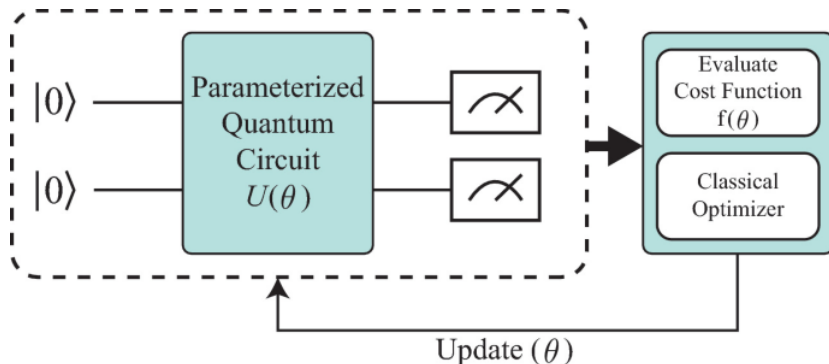 |0⟩
|0⟩
Parameterized
Quantum
Circuit
U(θ)
Evaluate
Cost Function
f(θ)
Classical
Optimizer
Update (θ)